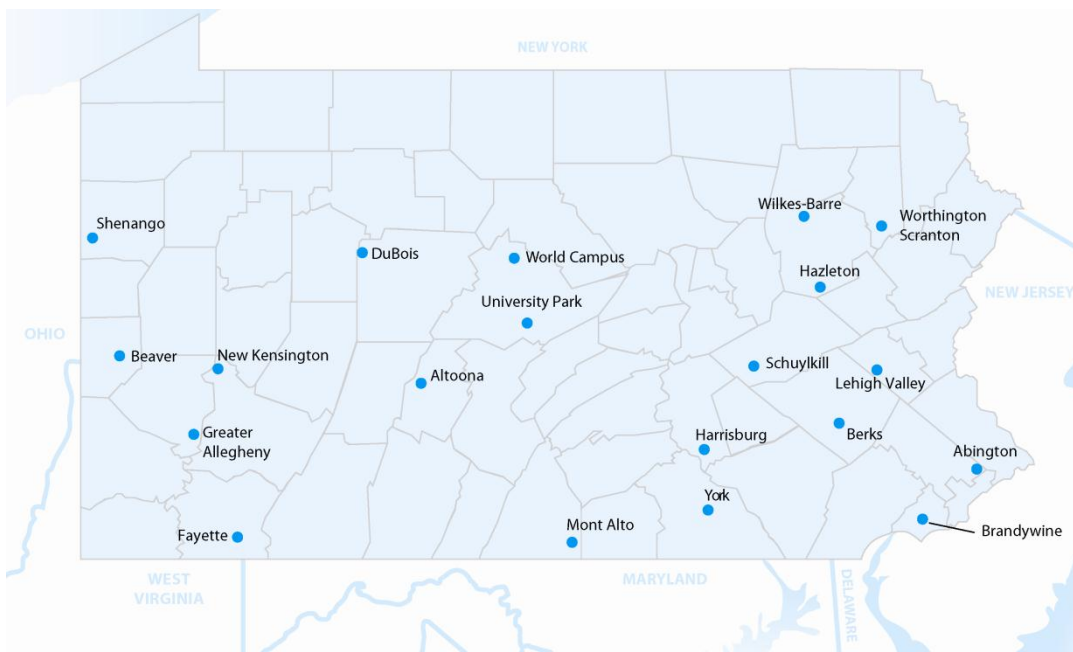 NEW YORK
Wilkes-Barre
Shenango
Worthington
Scranton
DuBois
World Campus
Hazleton
NEW JERSEY
University Park
OHIO
Beaver
New Kensington
Schuylkill
Altoona
Lehigh Valley
Greater
Allegheny
Harrisburg
Berks
Abington
York
Mont Alto
Fayette
Brandywine
WEST
VIRGINIA
MARYLAND
DELAWARE